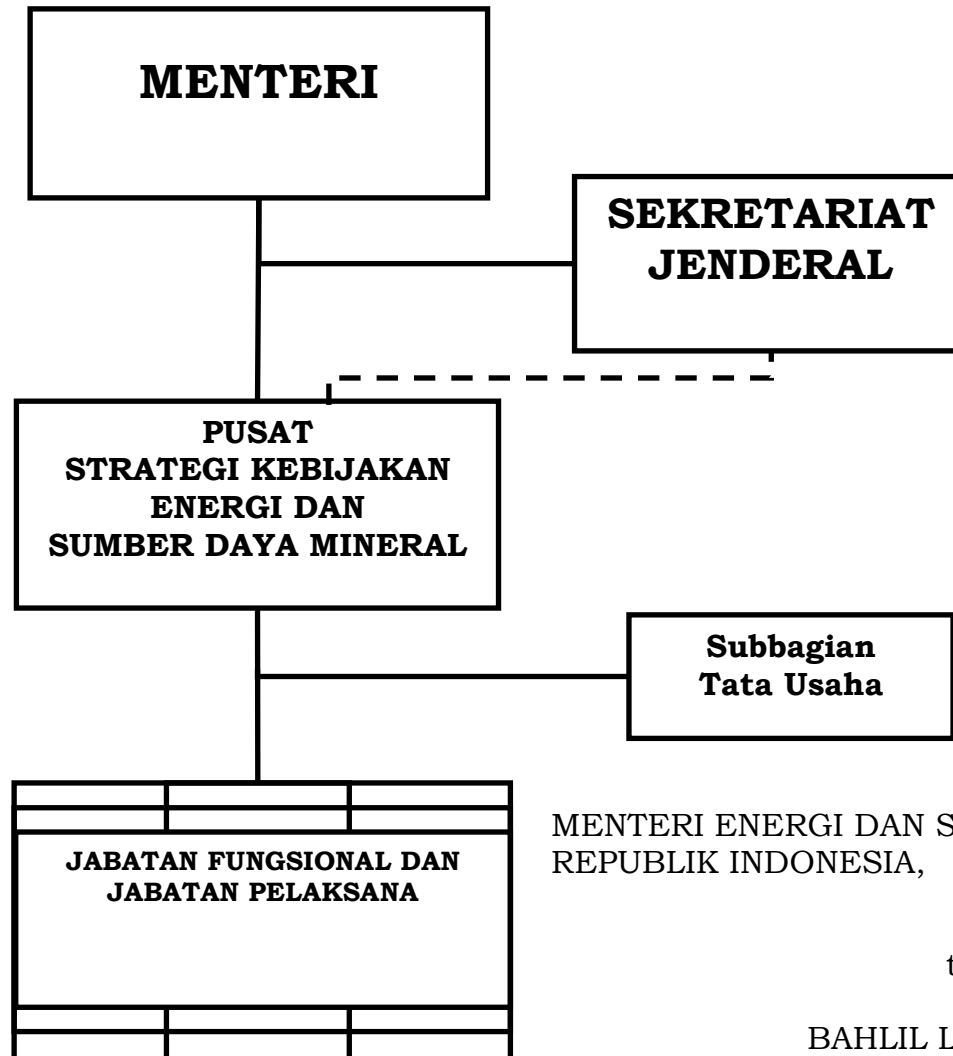 MENTERI
SEKRETARIAT
JENDERAL
PUSAT
STRATEGI KEBIJAKAN
ENERGI DAN
SUMBER DAYA MINERAL
Subbagian
Tata Usaha
JABATAN FUNGSIONAL DAN
JABATAN PELAKSANA
MENTERI ENERGI DAN
REPUBLIK INDONESIA,
BAHLIL